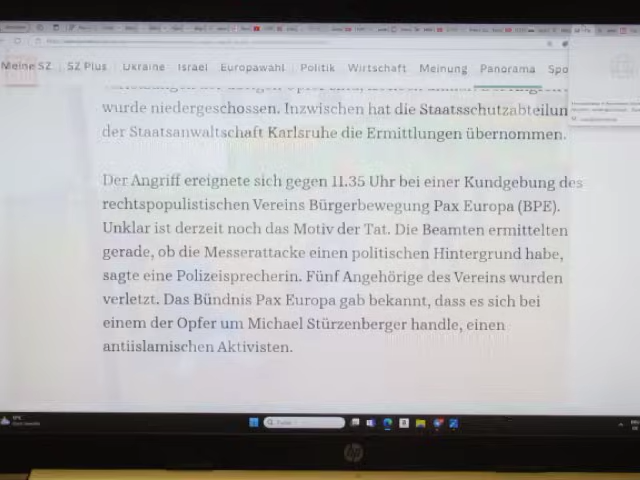 Meine SZ SZ Plus Ukraine Israel Europawahl Politik Wirtschaft Meinung Panorama Spo
wurde niedergeschossen. Inzwischen hat die Staatsschutzabteilun
der Staatsanwaltschaft Karlsruhe die Ermittlungen übernommen.
Der Angriff ereignete sich gegen 11.35 Uhr bei einer Kundgebung des
rechtspopulistischen Vereins Bürgerbewegung Pax Europa (BPE).
Unklar ist derzeit noch das Motiv der Tat. Die Beamten ermittelten
gerade, ob die Messerattacke einen politischen Hintergrund habe,
sagte eine Polizeisprecherin. Fünf Angehörige des Vereins wurden
verletzt. Das Bündnis Pax Europa gab bekannt, dass es sich bei
einem der Opfer um Michael Stürzenberger handle, einen
antiislamischen Aktivisten.
hp